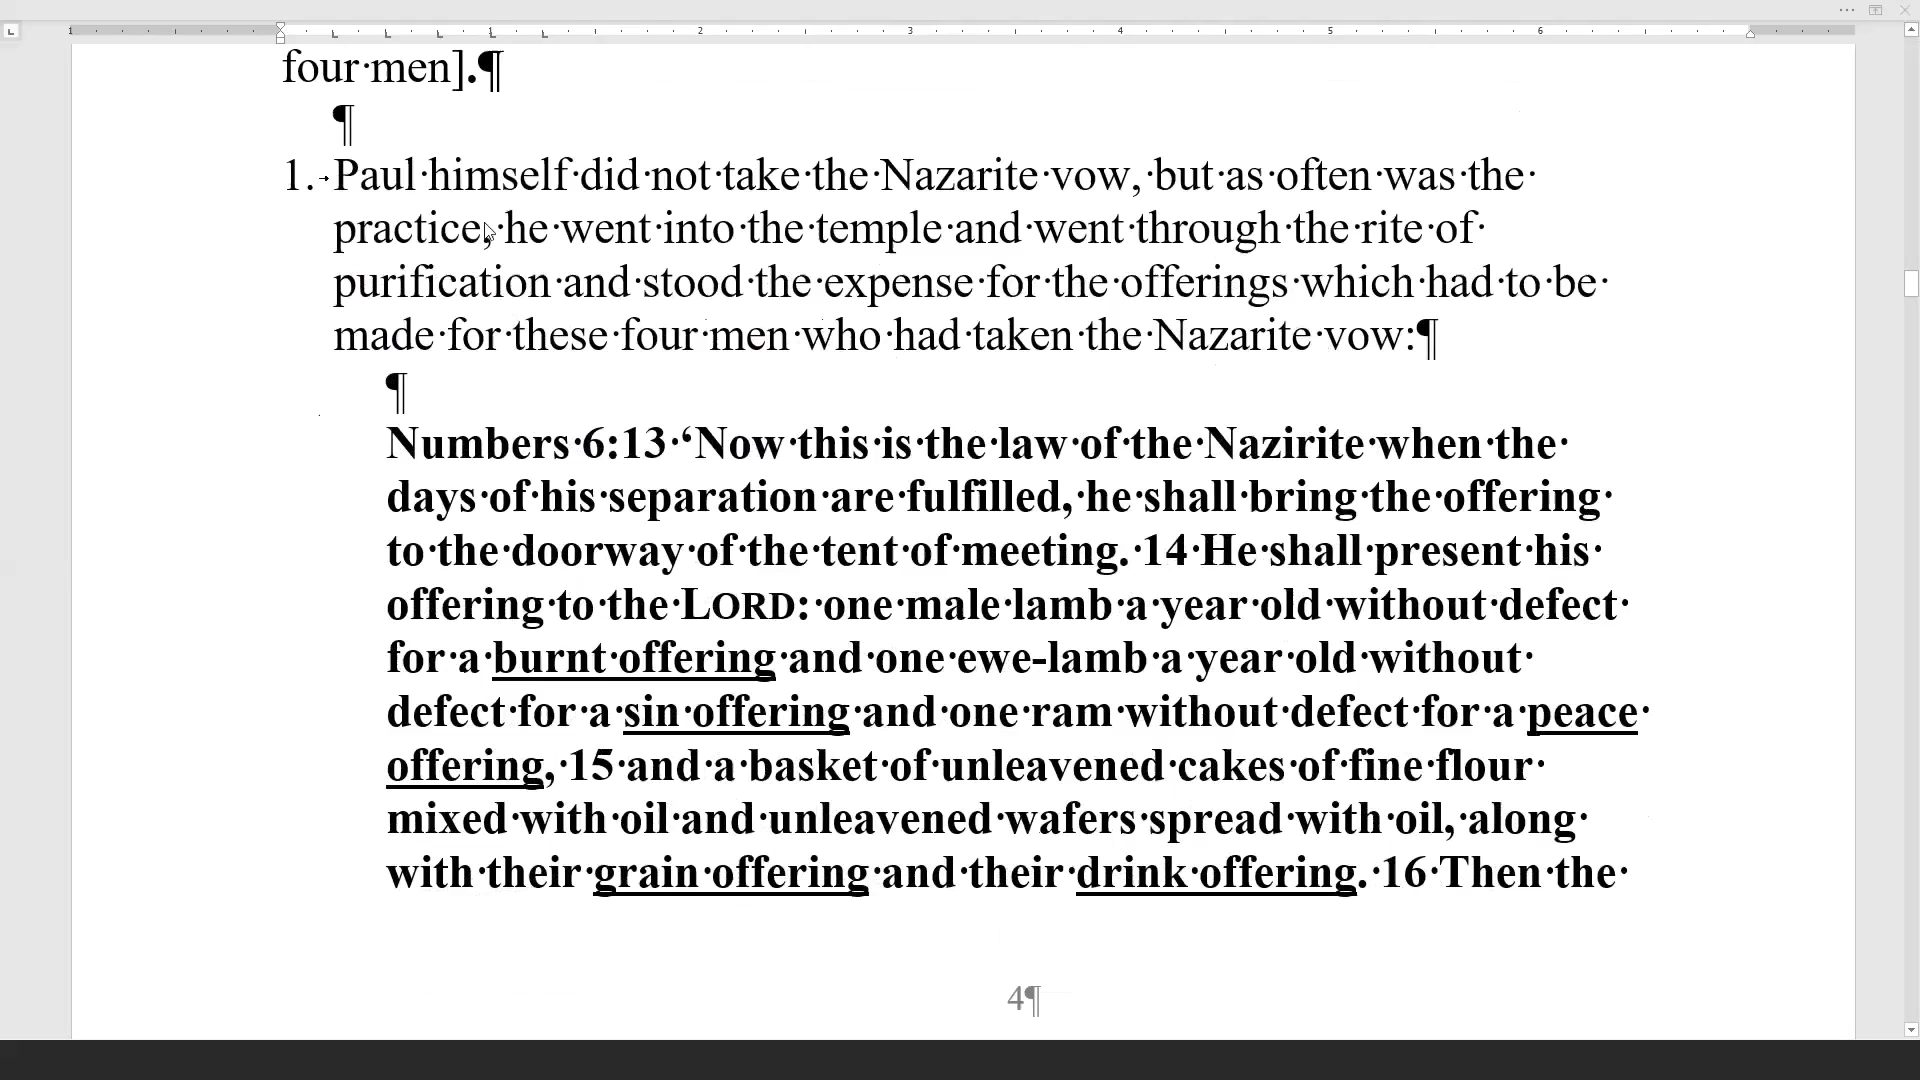 1 1 2 3 4 5 6
four men].¶
¶
1. Paul himself did not take the Nazarite vow, but as often was the
practice, he went into the temple and went through the rite of
purification and stood the expense for the offerings which had to be
made for these four men who had taken the Nazarite vow:¶
¶
Numbers 6:13 ‘Now this is the law of the Nazirite when the
days of his separation are fulfilled, he shall bring the offering
to the doorway of the tent of meeting. 14 He shall present his
offering to the LORD: one male lamb a year old without defect
for a burnt offering and one ewe-lamb a year old without
defect for a sin offering and one ram without defect for a peace
offering, 15 and a basket of unleavened cakes of fine flour
mixed with oil and unleavened wafers spread with oil, along
with their grain offering and their drink offering. 16 Then the
4¶